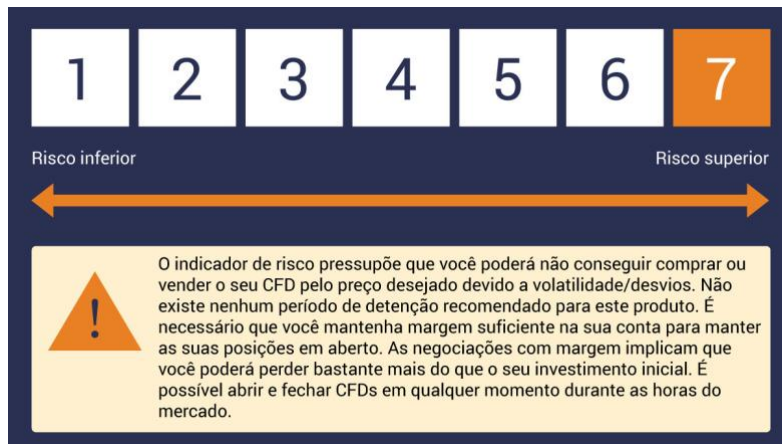 1 2 3 4 5 6 7
Risco inferior Risco superior
!
O indicador de risco pressupõe que você poderá não conseguir comprar ou
vender o seu CFD pelo preço desejado devido a volatilidade/desvios. Não
existe nenhum período de detenção recomendado para este produto. É
necessário que você mantenha margem suficiente na sua conta para manter
as suas posições em aberto. As negociações com margem implicam que
você poderá perder bastante mais do que o seu investimento inicial. É
possível abrir e fechar CFDs em qualquer momento durante as horas do
mercado.